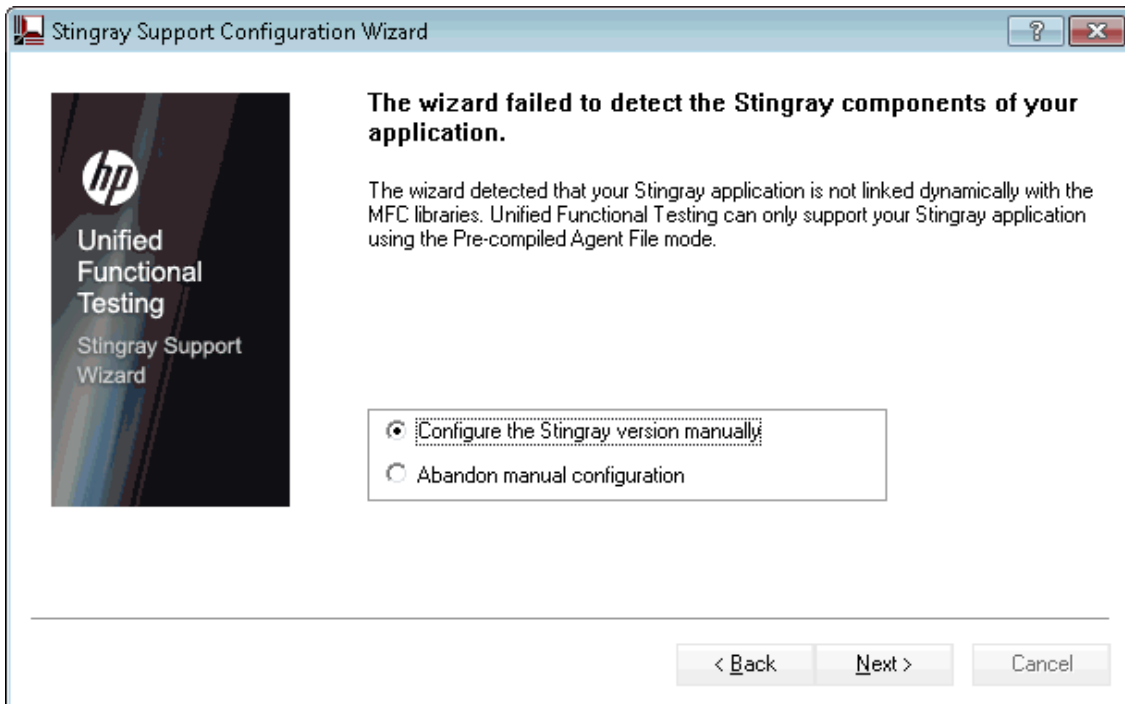 Stingray Support Configuration Wizard
?
The wizard failed to detect the Stingray components of your
application.
The wizard detected that your Stingray application is not linked dynamically with the
MFC libraries. Unified Functional Testing can only support your Stingray application
using the Pre-compiled Agent File mode.
hp
Unified
Functional
Testing
Stingray Support
Wizard
Configure the Stingray version manually
Abandon manual configuration
< Back
Next >
Cancel